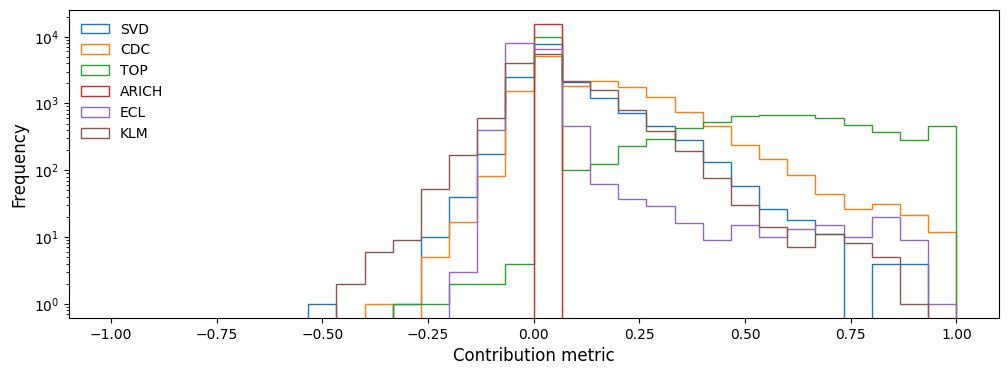 SVD
CDC
TOP
ARICH
ECL
KLM
Frequency
10⁴
10³
10²
10¹
10⁰
−1.00 −0.75 −0.50 −0.25 0.00 0.25 0.50 0.75 1.00
Contribution metric